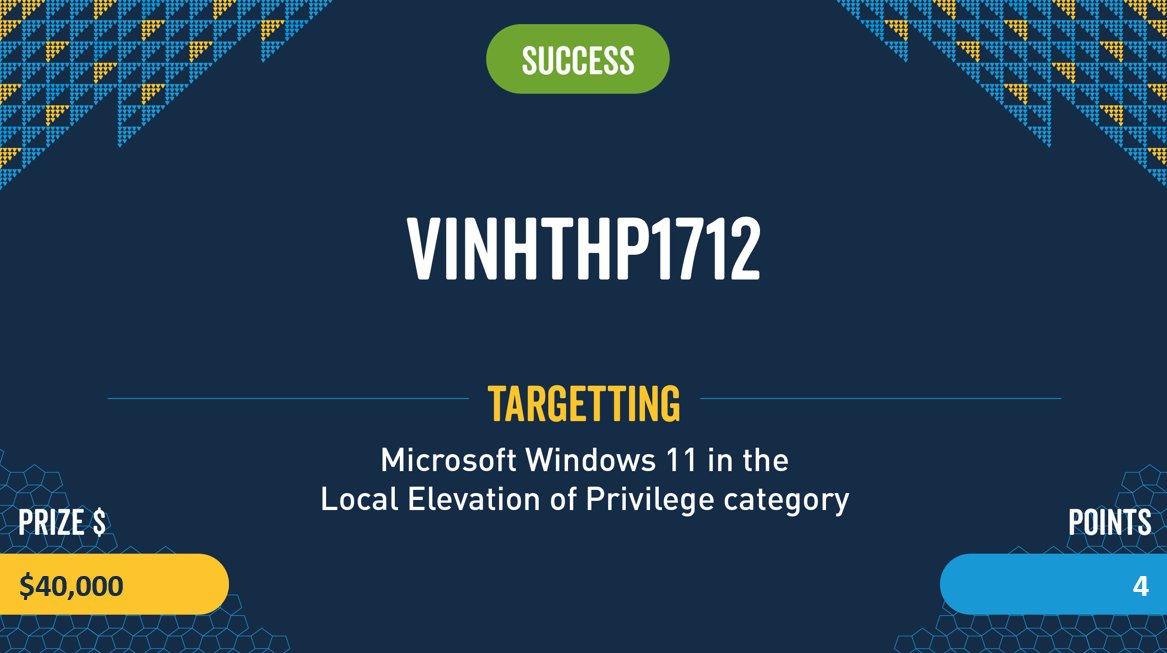 SUCCESS
VINHTHP1712
TARGETTING
Microsoft Windows 11 in the
Local Elevation of Privilege category
PRIZE $
$40,000
POINTS
4